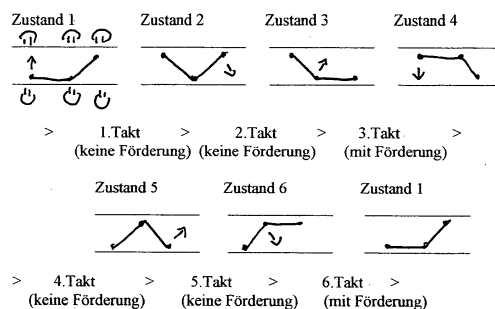 Zustand 1 Zustand 2 Zustand 3 Zustand 4
> 1.Takt > 2.Takt > 3.Takt >
(keine Förderung) (keine Förderung) (mit Förderung)
Zustand 5 Zustand 6 Zustand 1
> 4.Takt > 5.Takt > 6.Takt >
(keine Förderung) (keine Förderung) (mit Förderung)